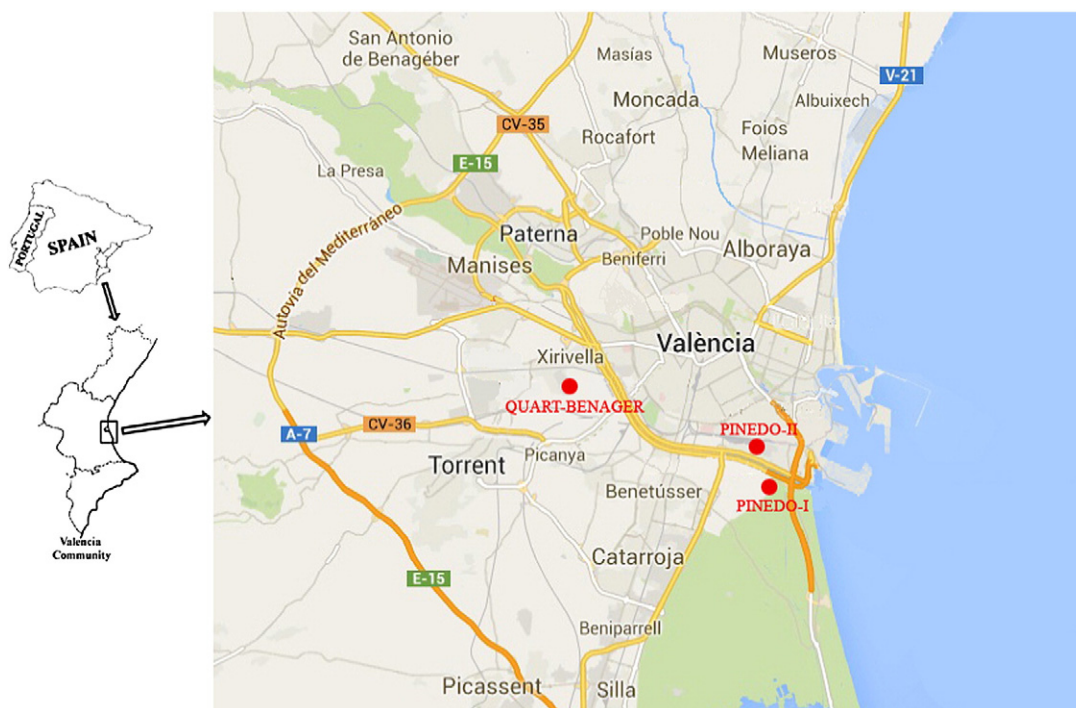 PORTUGAL
SPAIN
Valencia
Community
San Antonio
de Benagéber
Masías
Museros
V-21
Moncada
Albuixech
CV-35
Rocafort
Foios
Meliana
E-15
La Presa
Autovía del Mediterráneo
Paterna
Poble Nou
Alboraya
Manises
Beniferri
València
Xirivella
QUART-BENAGER
CV-36
A-7
PINEDO-II
Picanya
Torrent
Benetússer
PINEDO-I
Catarroja
E-15
Beniparrell
Picassent
Silla